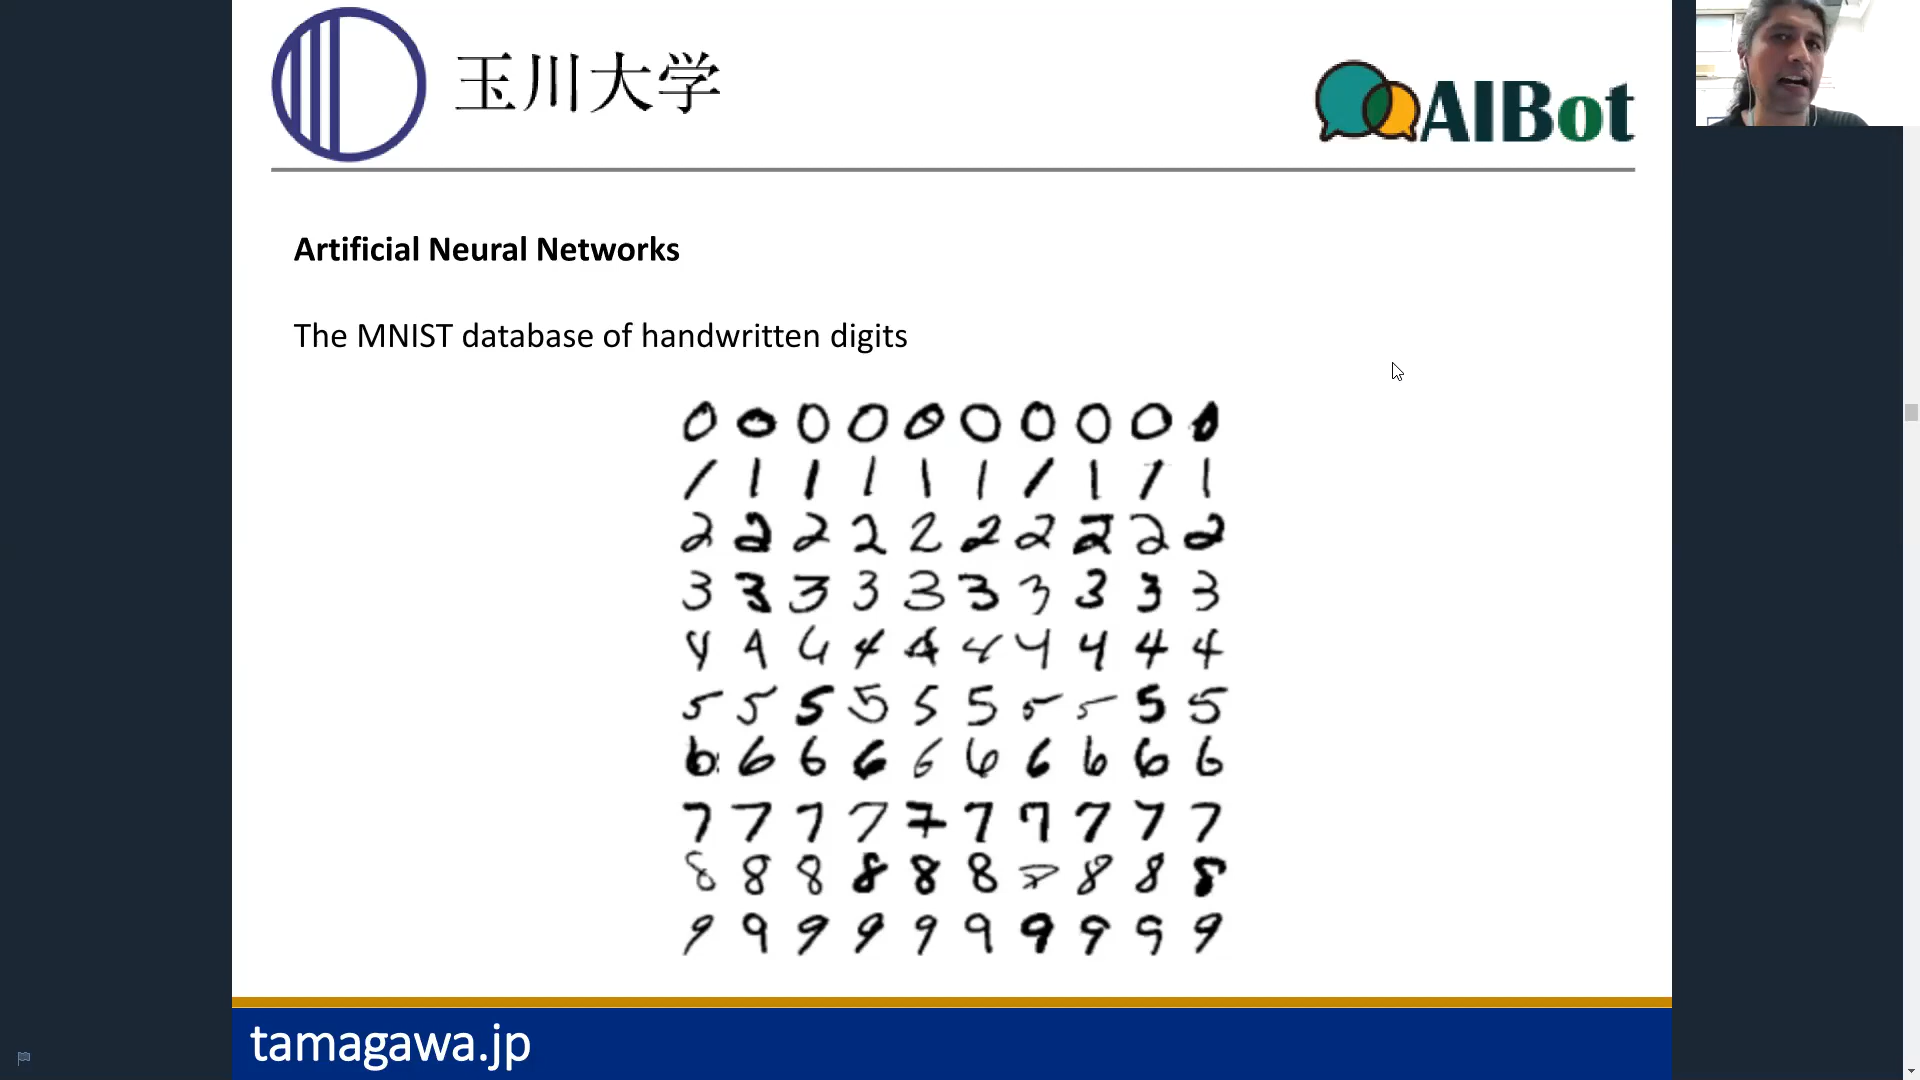 玉川大学
AIBot
Artificial Neural Networks
The MNIST database of handwritten digits
0 0 0 0 0 0 0 0 0 0
1 1 1 1 1 1 1 1 1 1
2 2 2 2 2 2 2 2 2 2
3 3 3 3 3 3 3 3 3 3
4 4 4 4 4 4 4 4 4 4
5 5 5 5 5 5 5 5 5 5
6 6 6 6 6 6 6 6 6 6
7 7 7 7 7 7 7 7 7 7
8 8 8 8 8 8 8 8 8 8
9 9 9 9 9 9 9 9 9 9
tamagawa.jp